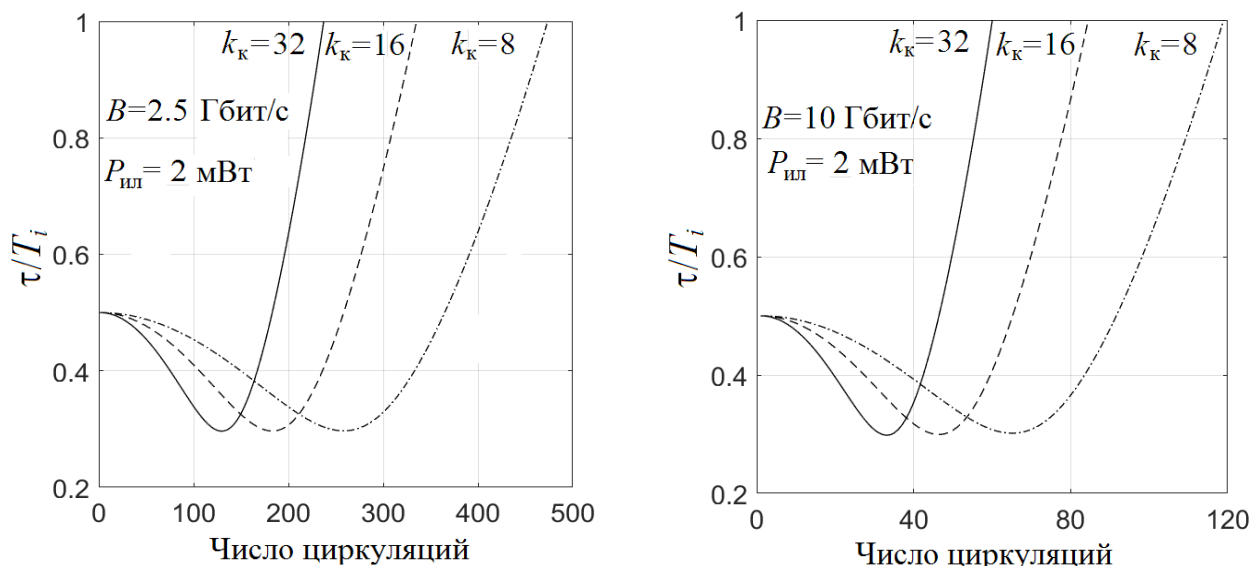 1
k_к=32 k_к=16 k_к=8
B=2.5 Гбит/с
0.8
P_ил= 2 мВт
τ/T_i
0.6
0.4
0.2
0 100 200 300 400 500
Число циркуляций
1
k_к=32 k_к=16 k_к=8
B=10 Гбит/с
0.8
P_ил= 2 мВт
τ/T_i
0.6
0.4
0.2
0 40 80 120
Число циркуляций